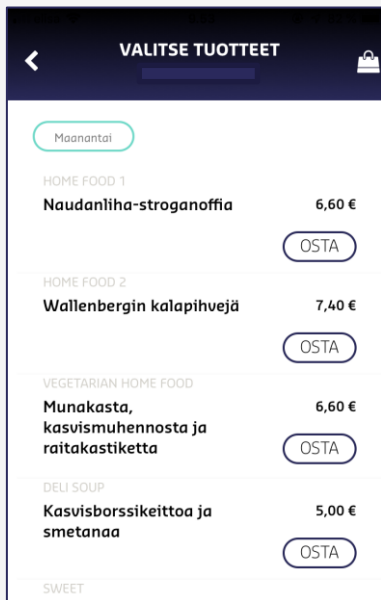 VALITSE TUOTTEET
Maanantai
HOME FOOD 1
Naudanliha-stroganoffia 6,60 €
OSTA
HOME FOOD 2
Wallenbergin kalapihvejä 7,40 €
OSTA
VEGETARIAN HOME FOOD
Munakasta, 6,60 €
kasvismuhennosta ja
raitakastiketta
OSTA
DELI SOUP
Kasvisborssikeittoa ja 5,00 €
smetanaa
OSTA
SWEET